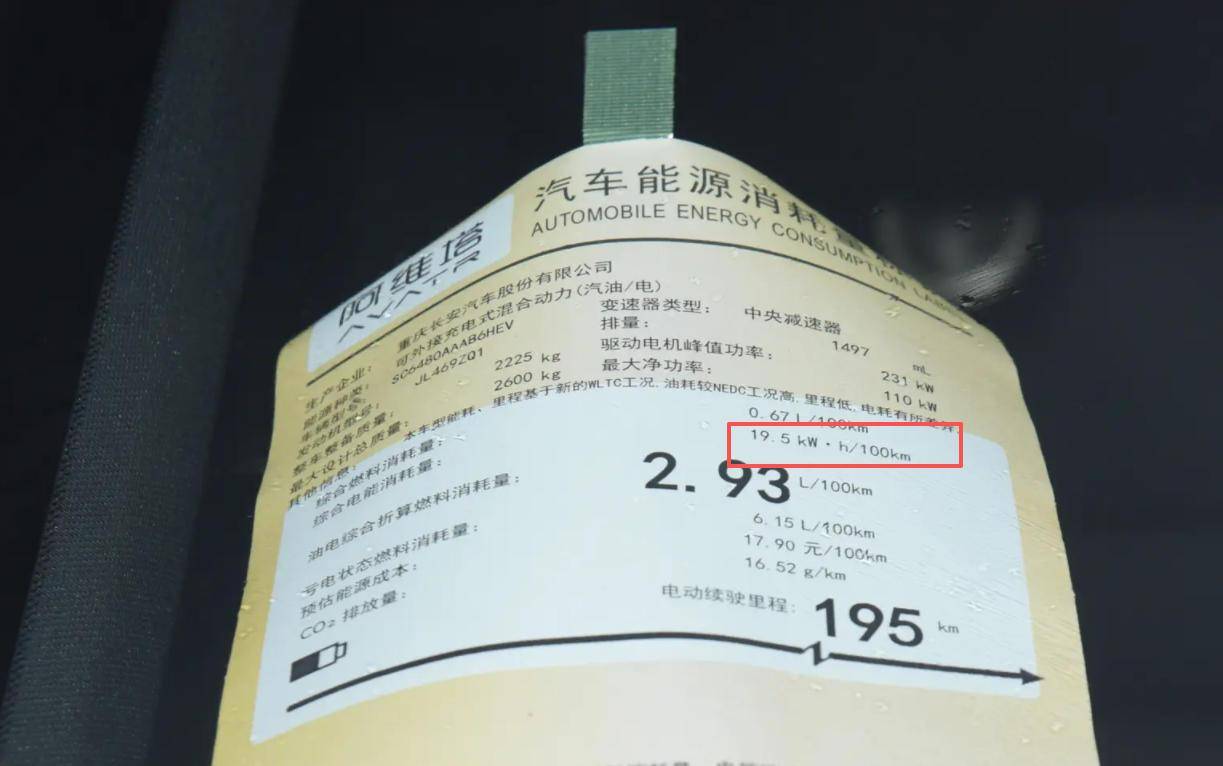 阿维塔
AVATR
汽车能源消耗量
AUTOMOBILE ENERGY CONSUMPTION LABEL
生产企业： 重庆长安汽车股份有限公司
能源种类： 可外接充电式混合动力(汽油/电)
车辆型号： SC6480AAAB6HEV
发动机型号： JL469ZQ1
整车整备质量： 2225 kg
最大设计总质量： 2600 kg
变速器类型： 中央减速器
排量： 1497 mL
驱动电机峰值功率： 231 kW
最大净功率： 110 kW
其他信息： 本车型能耗、里程基于新的WLTC工况,油耗较NEDC工况高,里程低,电耗有所差异.
综合燃料消耗量： 0.67 L/100km
综合电能消耗量： 19.5 kW·h/100km
油电综合折算燃料消耗量： 2.93 L/100km
亏电状态燃料消耗量： 6.15 L/100km
预估能源成本： 17.90 元/100km
CO₂ 排放量： 16.52 g/km
电动续驶里程： 195 km